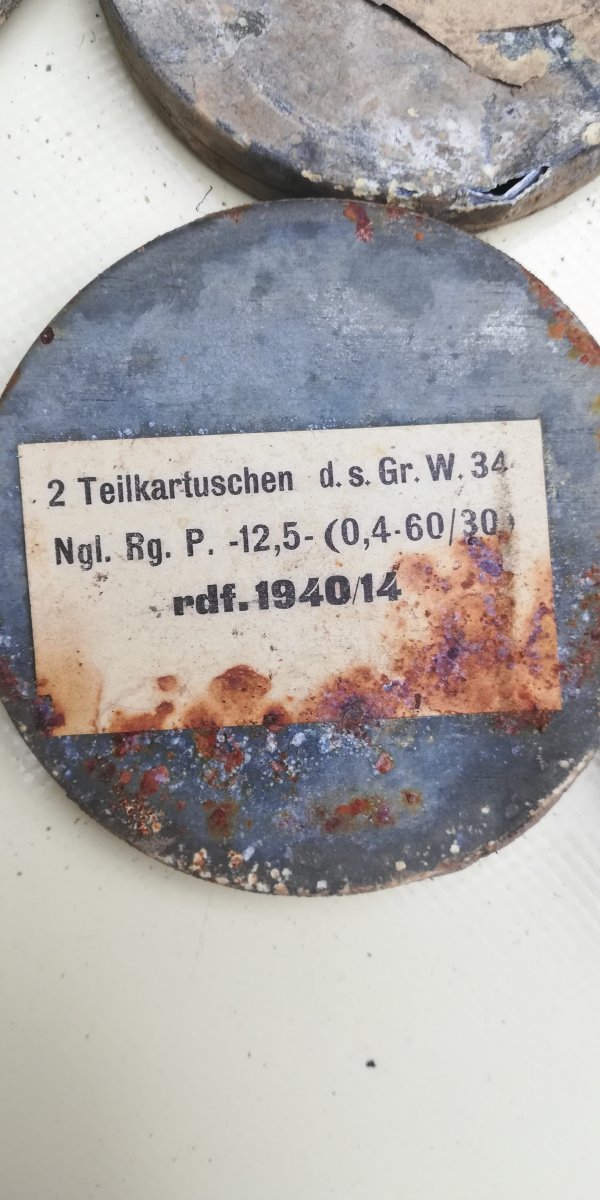 2 Teilkartuschen d. s. Gr. W. 34
Ngl. Rg. P. -12,5- (0,4-60/30)
rdf. 1940/14